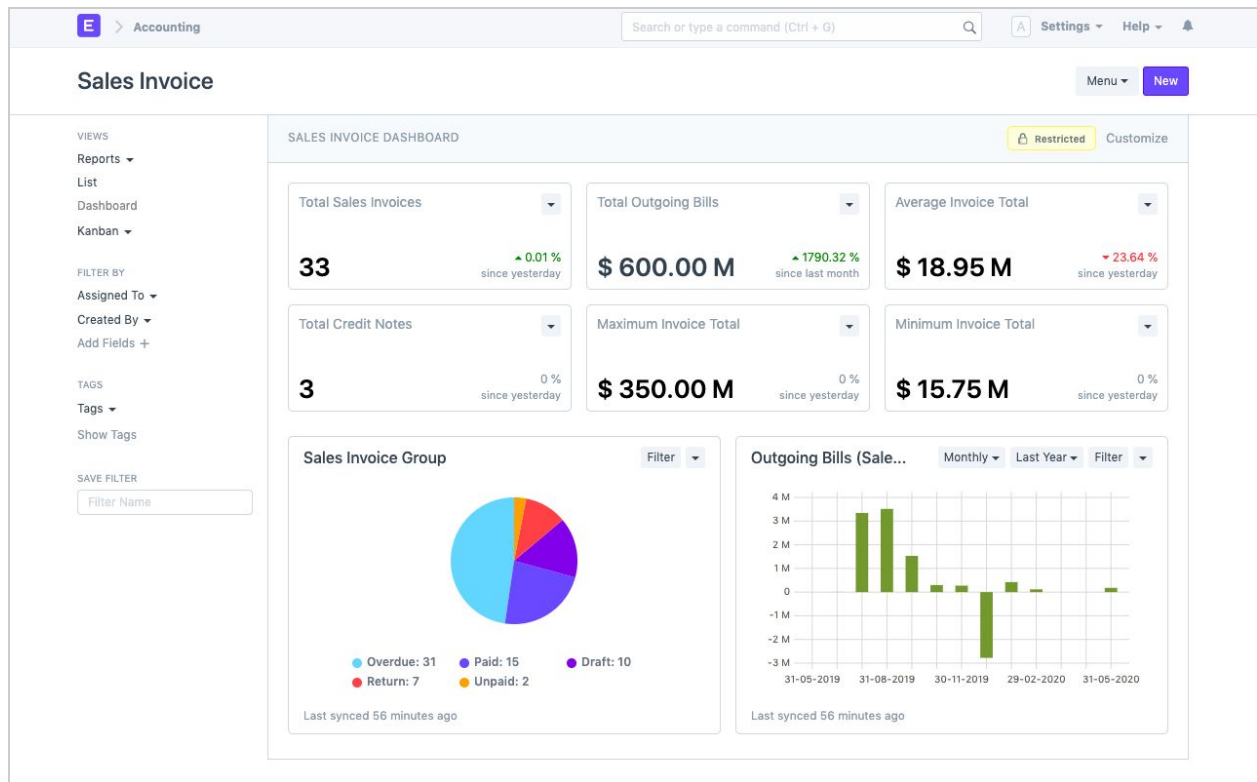 E Accounting Search or type a command (Ctrl + G) A Settings Help
Sales Invoice Menu New
VIEWS
Reports
List
Dashboard
Kanban
FILTER BY
Assigned To
Created By
Add Fields +
TAGS
Tags
Show Tags
SAVE FILTER
Filter Name
SALES INVOICE DASHBOARD Restricted Customize
Total Sales Invoices
33
0.01 %
since yesterday
Total Outgoing Bills
$ 600.00 M
1790.32 %
since last month
Average Invoice Total
$ 18.95 M
23.64 %
since yesterday
Total Credit Notes
3
0 %
since yesterday
Maximum Invoice Total
$ 350.00 M
0 %
since yesterday
Minimum Invoice Total
$ 15.75 M
0 %
since yesterday
Sales Invoice Group Filter
Overdue: 31 Paid: 15 Draft: 10
Return: 7 Unpaid: 2
Last synced 56 minutes ago
Outgoing Bills (Sale... Monthly Last Year Filter
4 M
3 M
2 M
1 M
0
-1 M
-2 M
-3 M
31-05-2019 31-08-2019 30-11-2019 29-02-2020 31-05-2020
Last synced 56 minutes ago